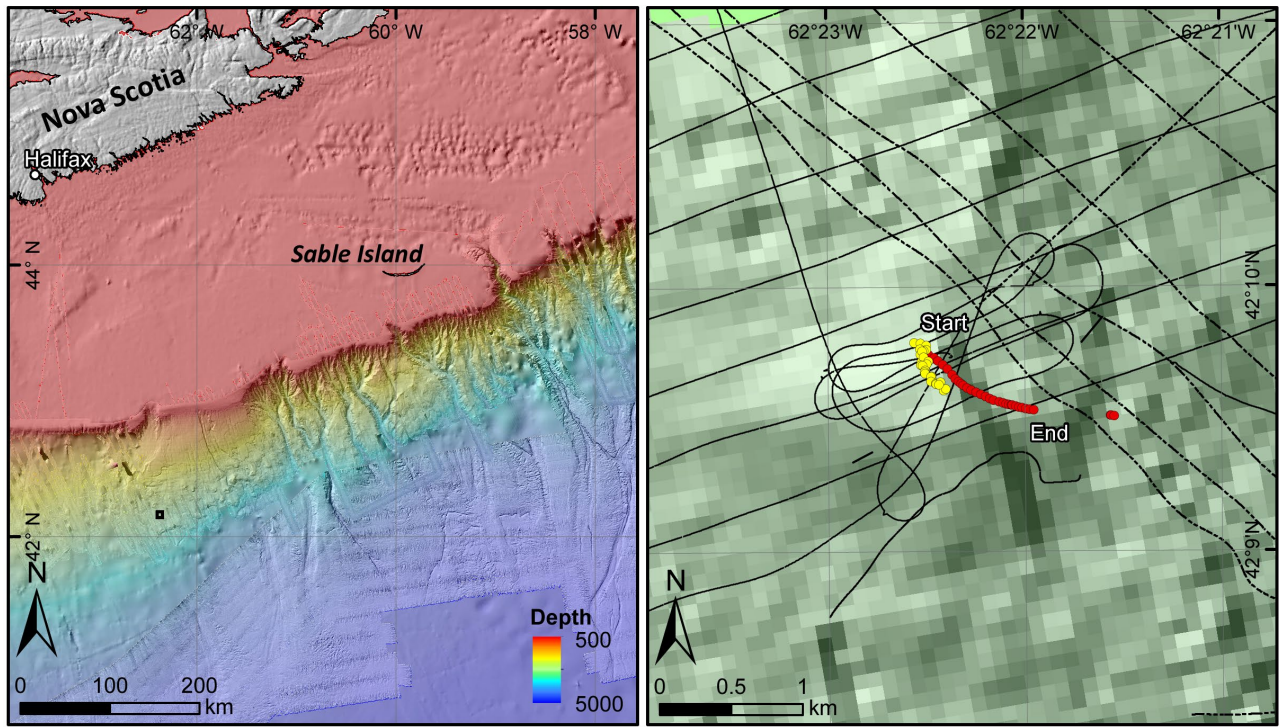 62° W
60° W
58° W
Nova Scotia
Halifax
Sable Island
44° N
42° N
N
Depth
500
5000
0
100
200
km
62°23'W
62°22'W
62°21'W
42°10'N
Start
End
42°9'N
N
0
0.5
1
km